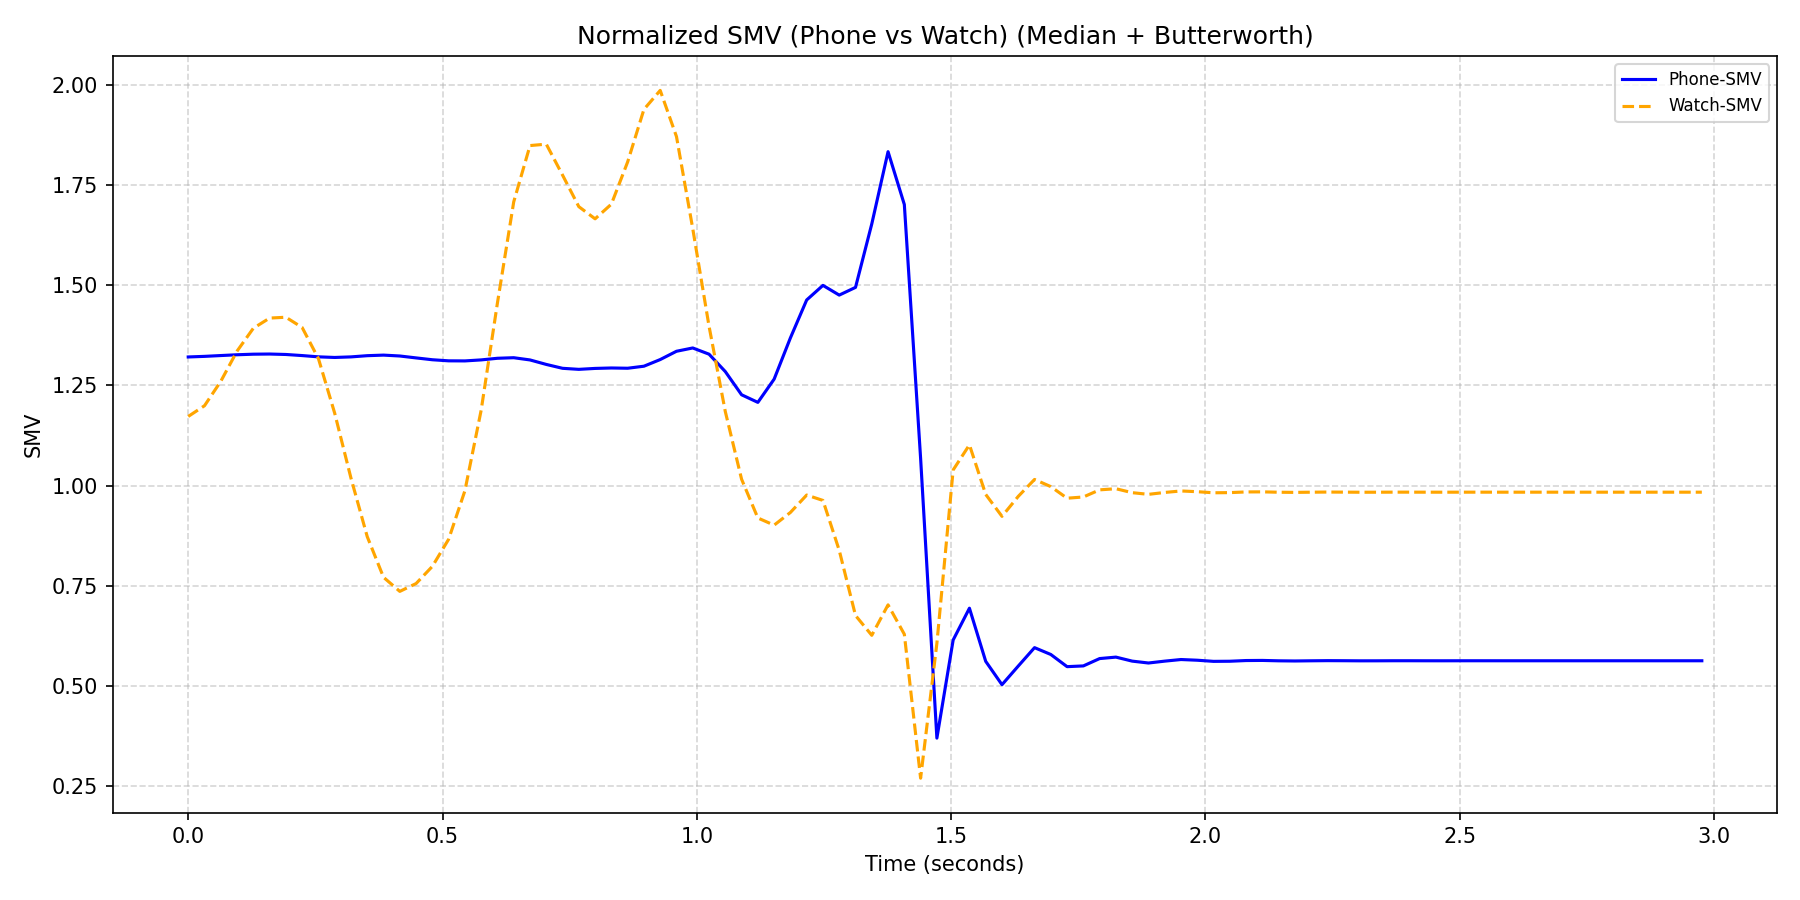 Normalized SMV (Phone vs Watch) (Median + Butterworth)
Phone-SMV
Watch-SMV
2.00
1.75
1.50
1.25
1.00
0.75
0.50
0.25
SMV
0.0 0.5 1.0 1.5 2.0 2.5 3.0
Time (seconds)